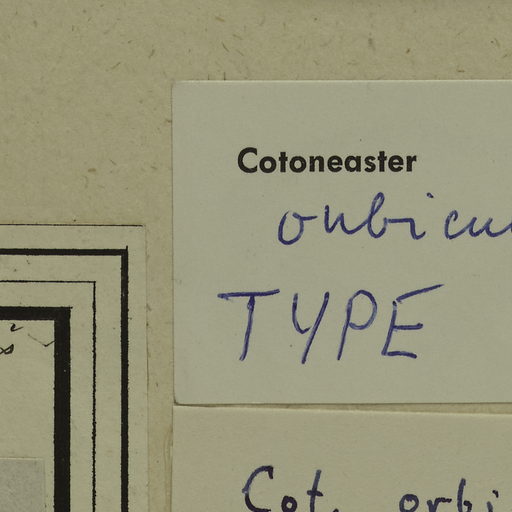 Cotoneaster
orbicu
TYPE
Cot. orbi